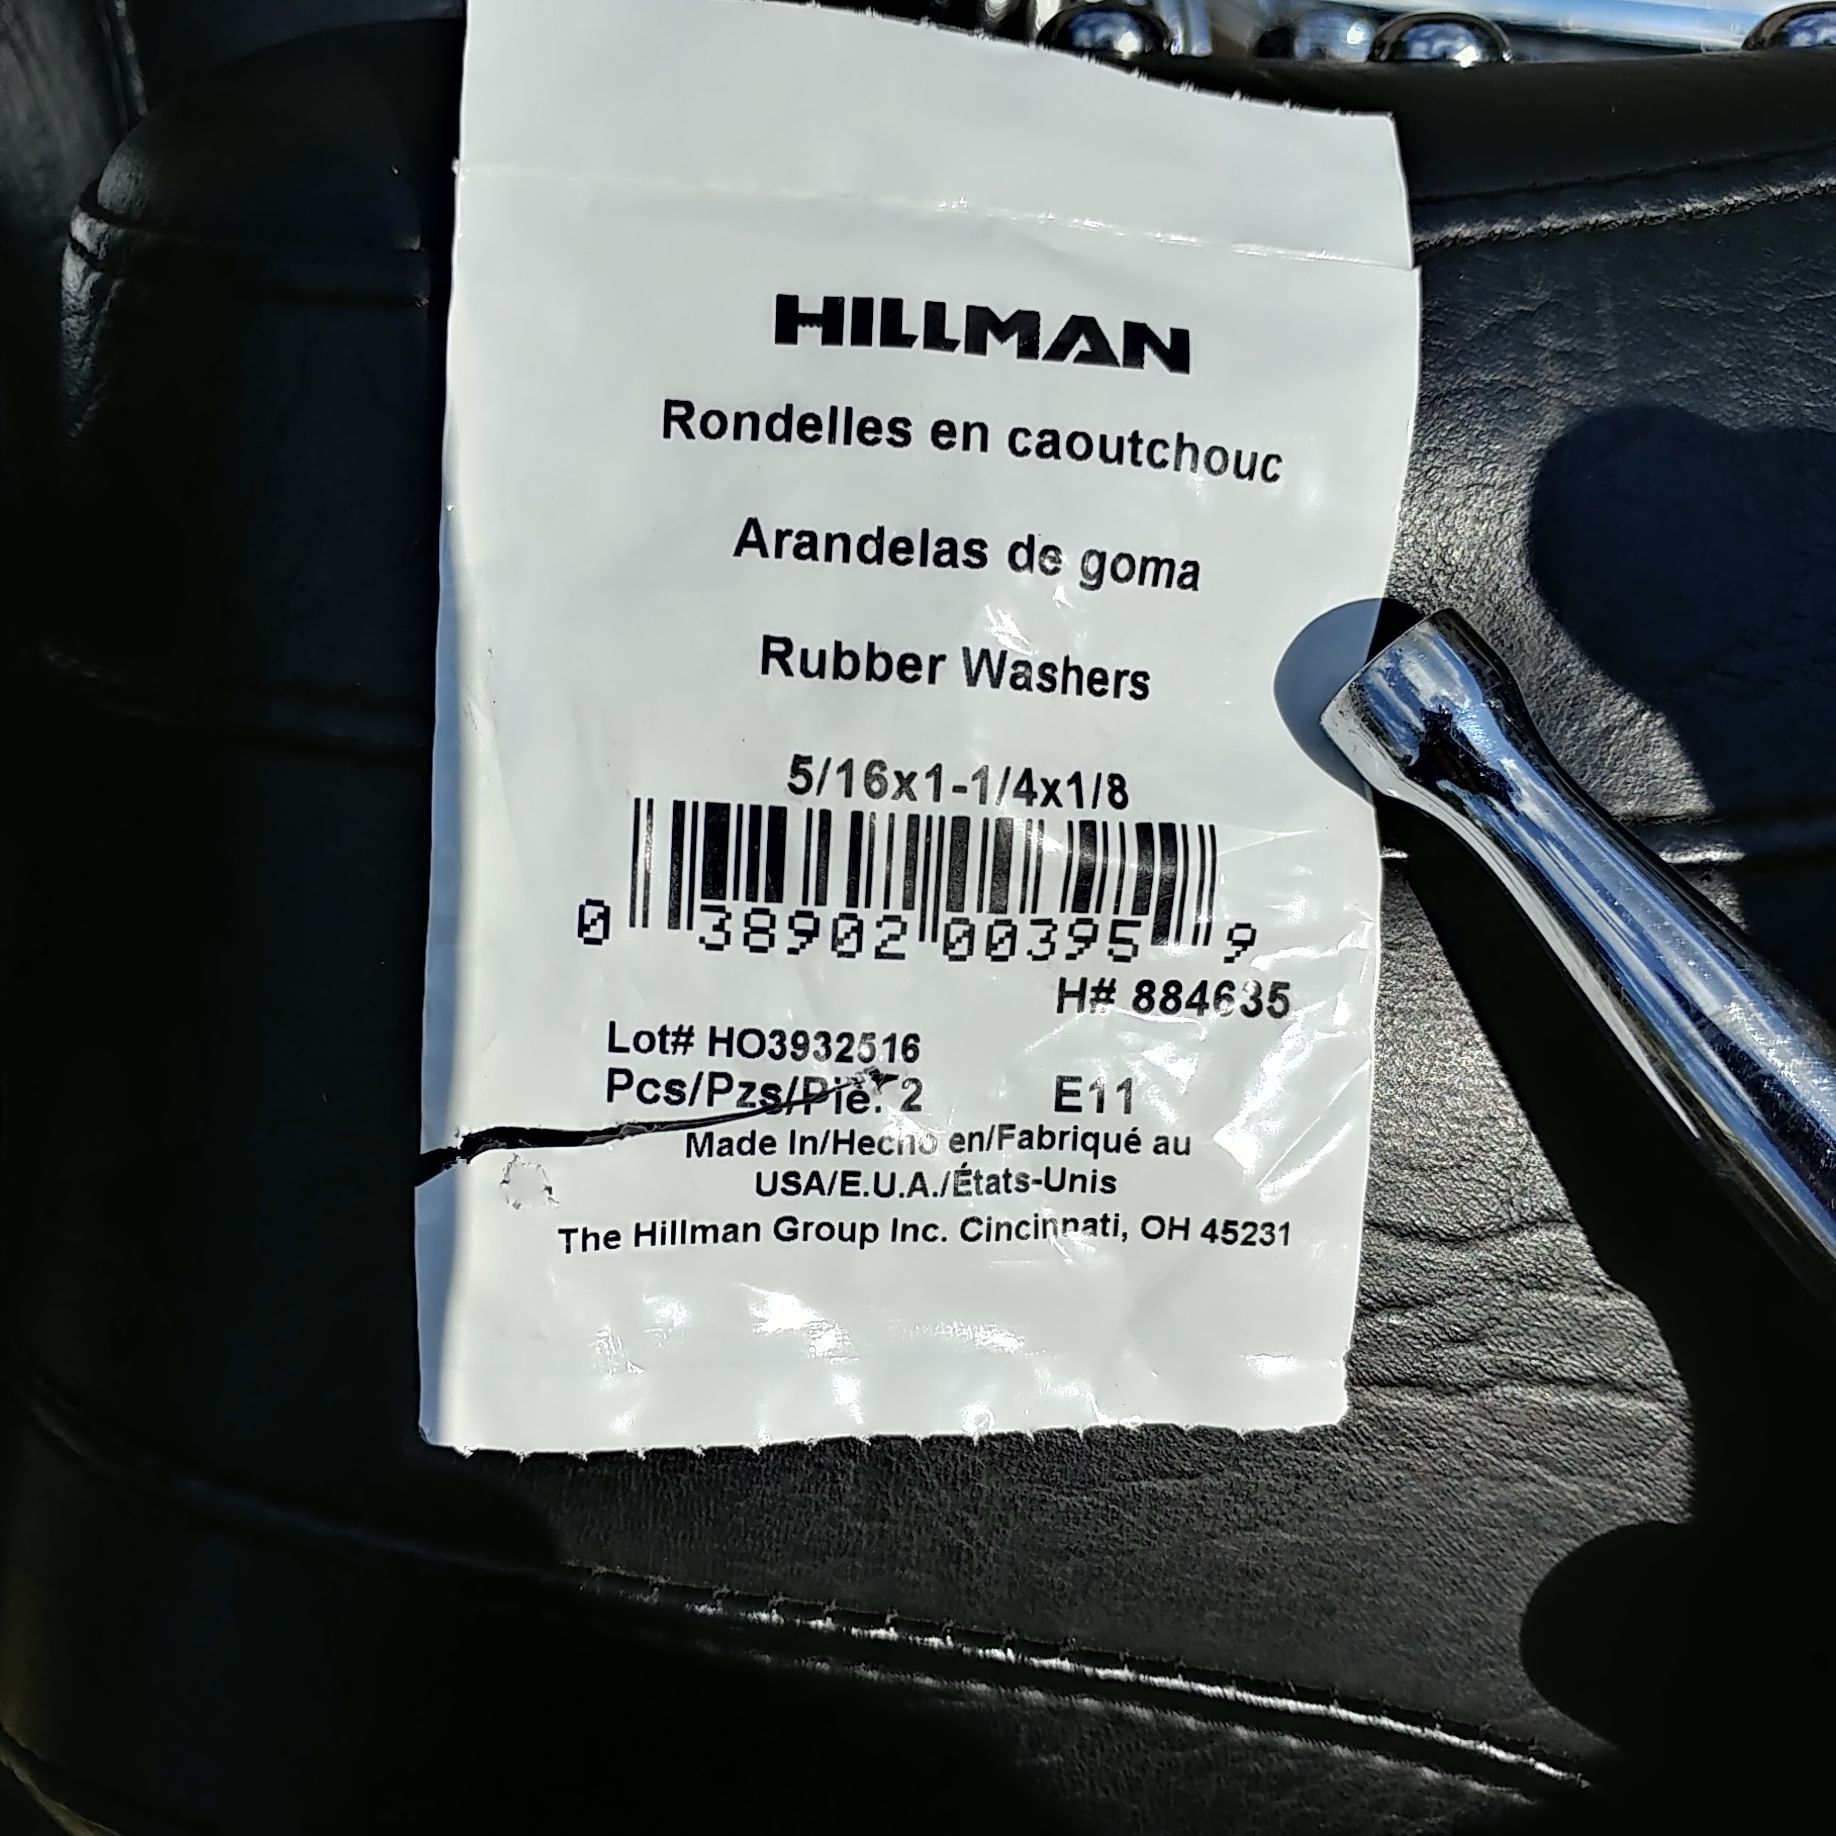 HILLMAN
Rondelles en caoutchouc
Arandelas de goma
Rubber Washers
5/16x1-1/4x1/8
0 38902 00395 9
H# 884635
Lot# HO3932516
Pcs/Pzs/Piè. 2 E11
Made In/Hecho en/Fabriqué au
USA/E.U.A./États-Unis
The Hillman Group Inc. Cincinnati, OH 45231